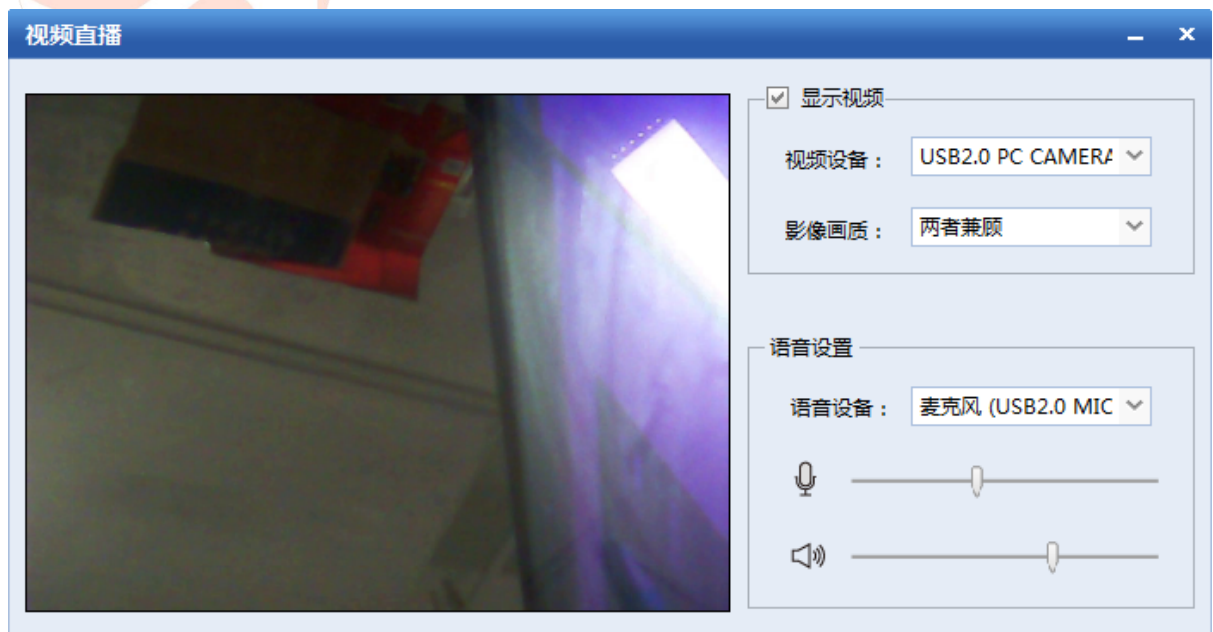 视频直播
显示视频
视频设备：
USB2.0 PC CAMERA
影像画质：
两者兼顾
语音设置
语音设备：
麦克风 (USB2.0 MIC